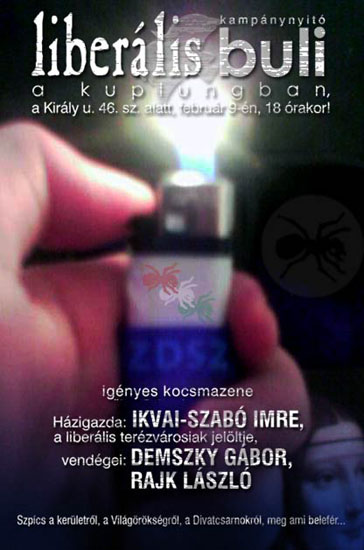 kampánynyitó
liberális buli
a kuplungban,
a Király u. 46. sz. alatt, február 9-én, 18 órakor!
ZDSZ
igényes kocsmazene
Házigazda: IKVAI-SZABÓ IMRE,
a liberális terézvárosiak jelöltje,
vendégei: DEMSZKY GÁBOR,
RAJK LÁSZLÓ
Szpics a kerületről, a Világörökségről, a Divatcsarnokról, meg ami belefér...